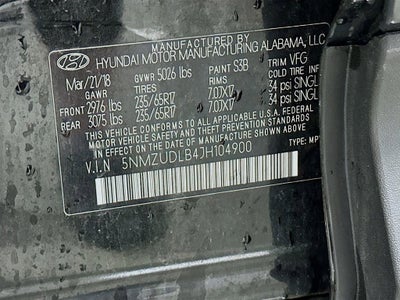 MANUFACTURED BY
HYUNDAI MOTOR MANUFACTURING ALABAMA, LLC
Mar/21/18 GVWR 5026 lbs PAINT S3B TRIM VFG
GAWR TIRES RIMS COLD TIRE INF
FRONT 2976 lbs 235/65R17 7.0JX17 34 psi SINGL
REAR 3075 lbs 235/65R17 7.0JX17 34 psi SINGL
THIS VEHICLE CONFORMS TO ALL APPLICABLE U.S.A FEDERAL
MOTOR VEHICLE SAFETY AND THEFT PREVENTION STANDARDS
IN EFFECT ON THE DATE OF MANUFACTURE SHOWN ABOVE.
V.I.N 5NMZUDLB4JH104900 TYPE: MP